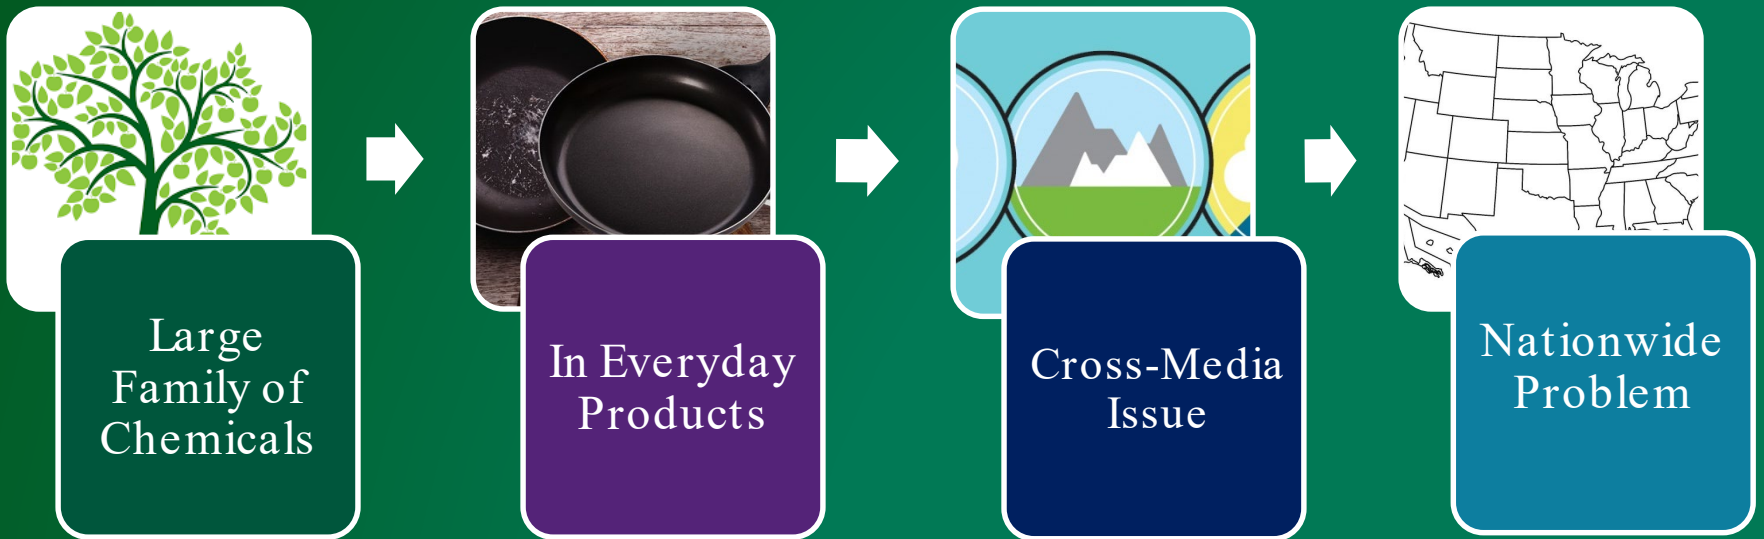 Large
Family of
Chemicals
In Everyday
Products
Cross-Media
Issue
Nationwide
Problem